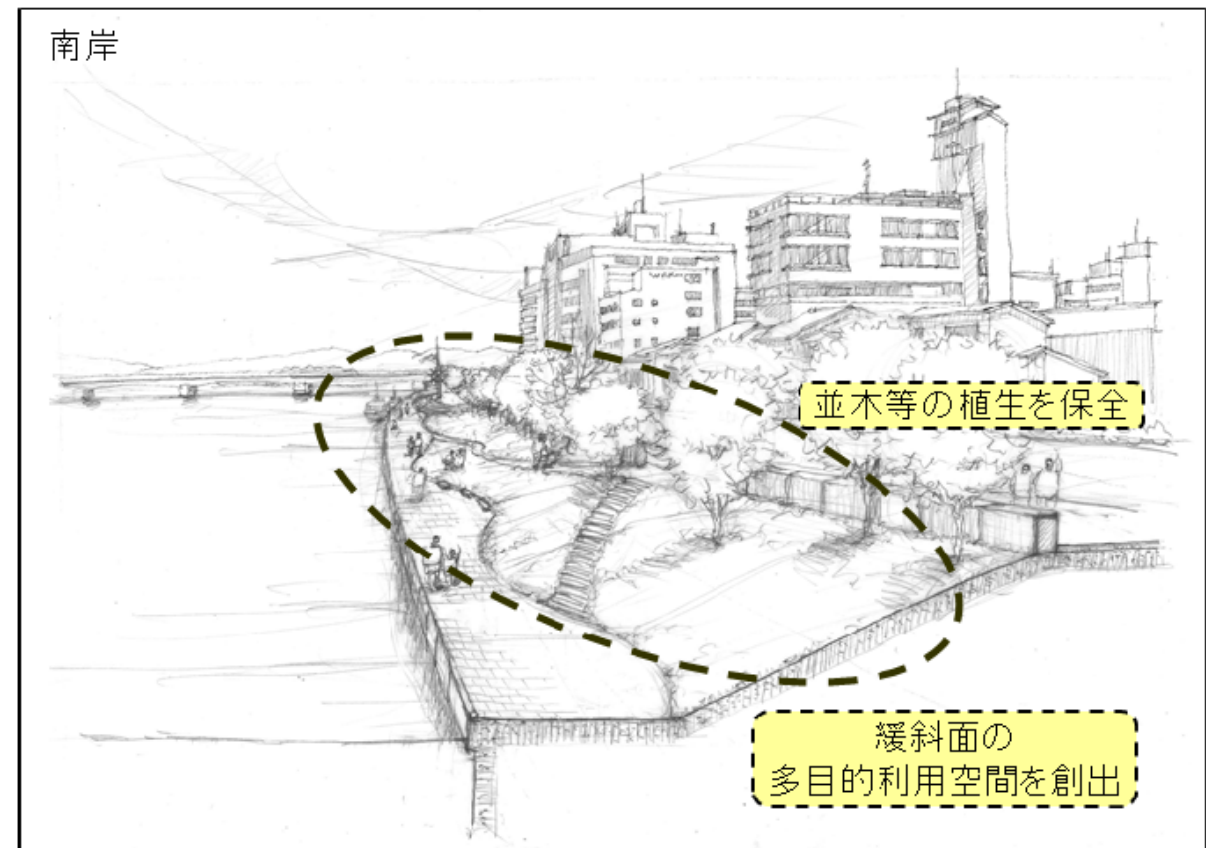 南岸
並木等の植生を保全
緩斜面の
多目的利用空間を創出